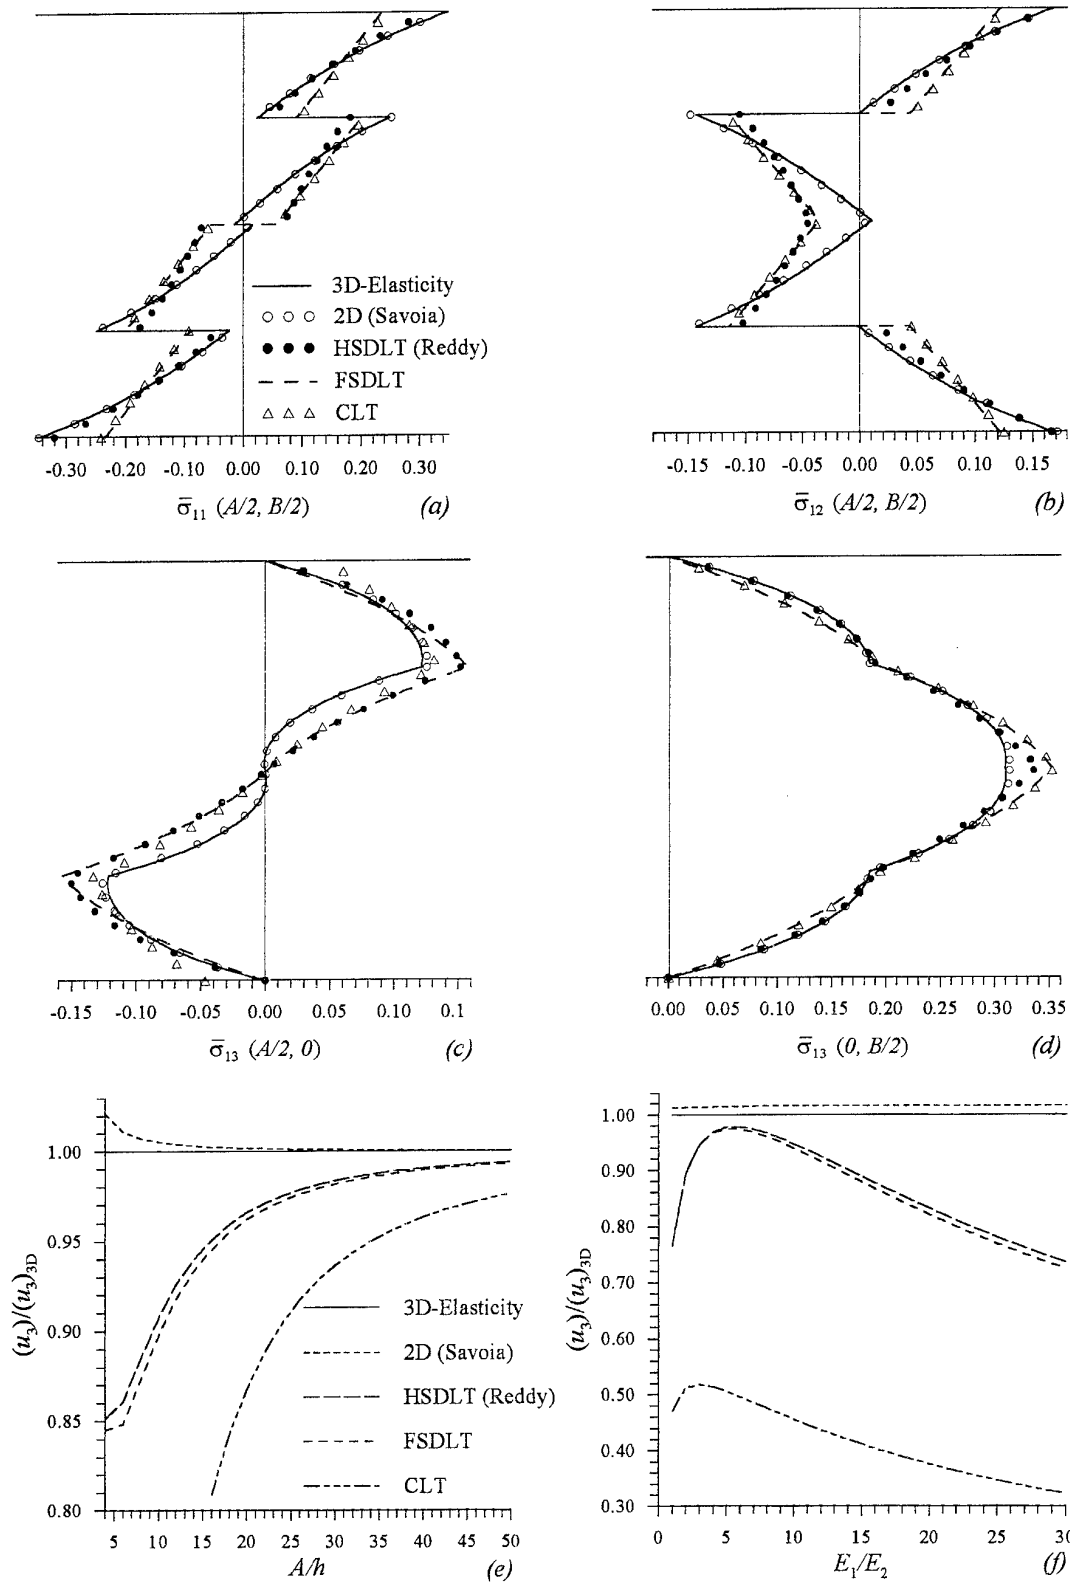 3D-Elasticity
2D (Savoia)
HSDLT (Reddy)
FSDLT
CLT
-0.30 -0.20 -0.10 0.00 0.10 0.20 0.30
σ̅₁₁ (A/2, B/2) (a)
-0.15 -0.10 -0.05 0.00 0.05 0.10 0.15
σ̅₁₂ (A/2, B/2) (b)
-0.15 -0.10 -0.05 0.00 0.05 0.10 0.1
σ̅₁₃ (A/2, 0) (c)
0.00 0.05 0.10 0.15 0.20 0.25 0.30 0.35
σ̅₁₃ (0, B/2) (d)
(u₃)/(u₃)₃D
1.00
0.95
0.90
0.85
0.80
3D-Elasticity
2D (Savoia)
HSDLT (Reddy)
FSDLT
CLT
5 10 15 20 25 30 35 40 45 50
A/h (e)
(u₃)/(u₃)₃D
1.00
0.90
0.80
0.70
0.60
0.50
0.40
0.30
0 5 10 15 20 25 30
E₁/E₂ (f)